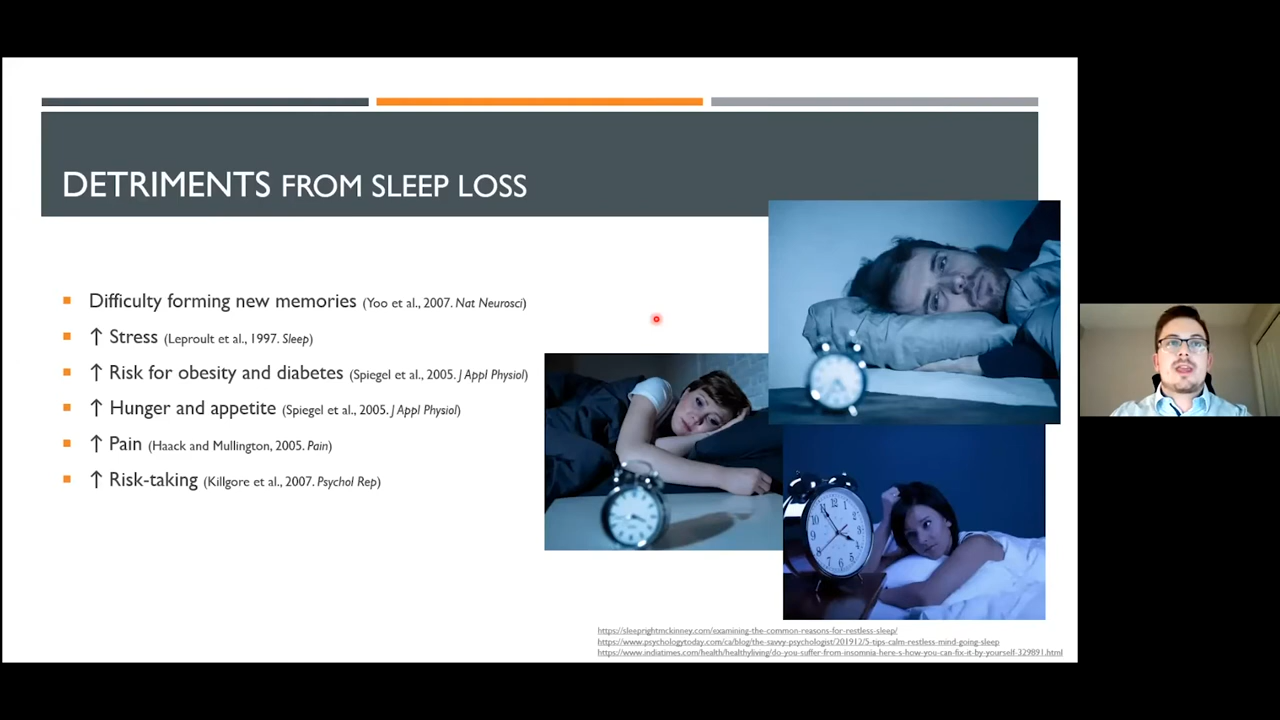 DETRIMENTS FROM SLEEP LOSS
Difficulty forming new memories (Yoo et al., 2007. Nat Neurosci)
↑ Stress (Leproult et al., 1997. Sleep)
↑ Risk for obesity and diabetes (Spiegel et al., 2005. J Appl Physiol)
↑ Hunger and appetite (Spiegel et al., 2005. J Appl Physiol)
↑ Pain (Haack and Mullington, 2005. Pain)
↑ Risk-taking (Killgore et al., 2007. Psychol Rep)
https://sleeprightmckinney.com/examining-the-common-reasons-for-restless-sleep/
https://www.psychologytoday.com/ca/blog/the-savvy-psychologist/201912/5-tips-calm-restless-mind-going-sleep
https://www.indiatimes.com/health/healthyliving/do-you-suffer-from-insomnia-here-s-how-you-can-fix-it-by-yourself-329891.html